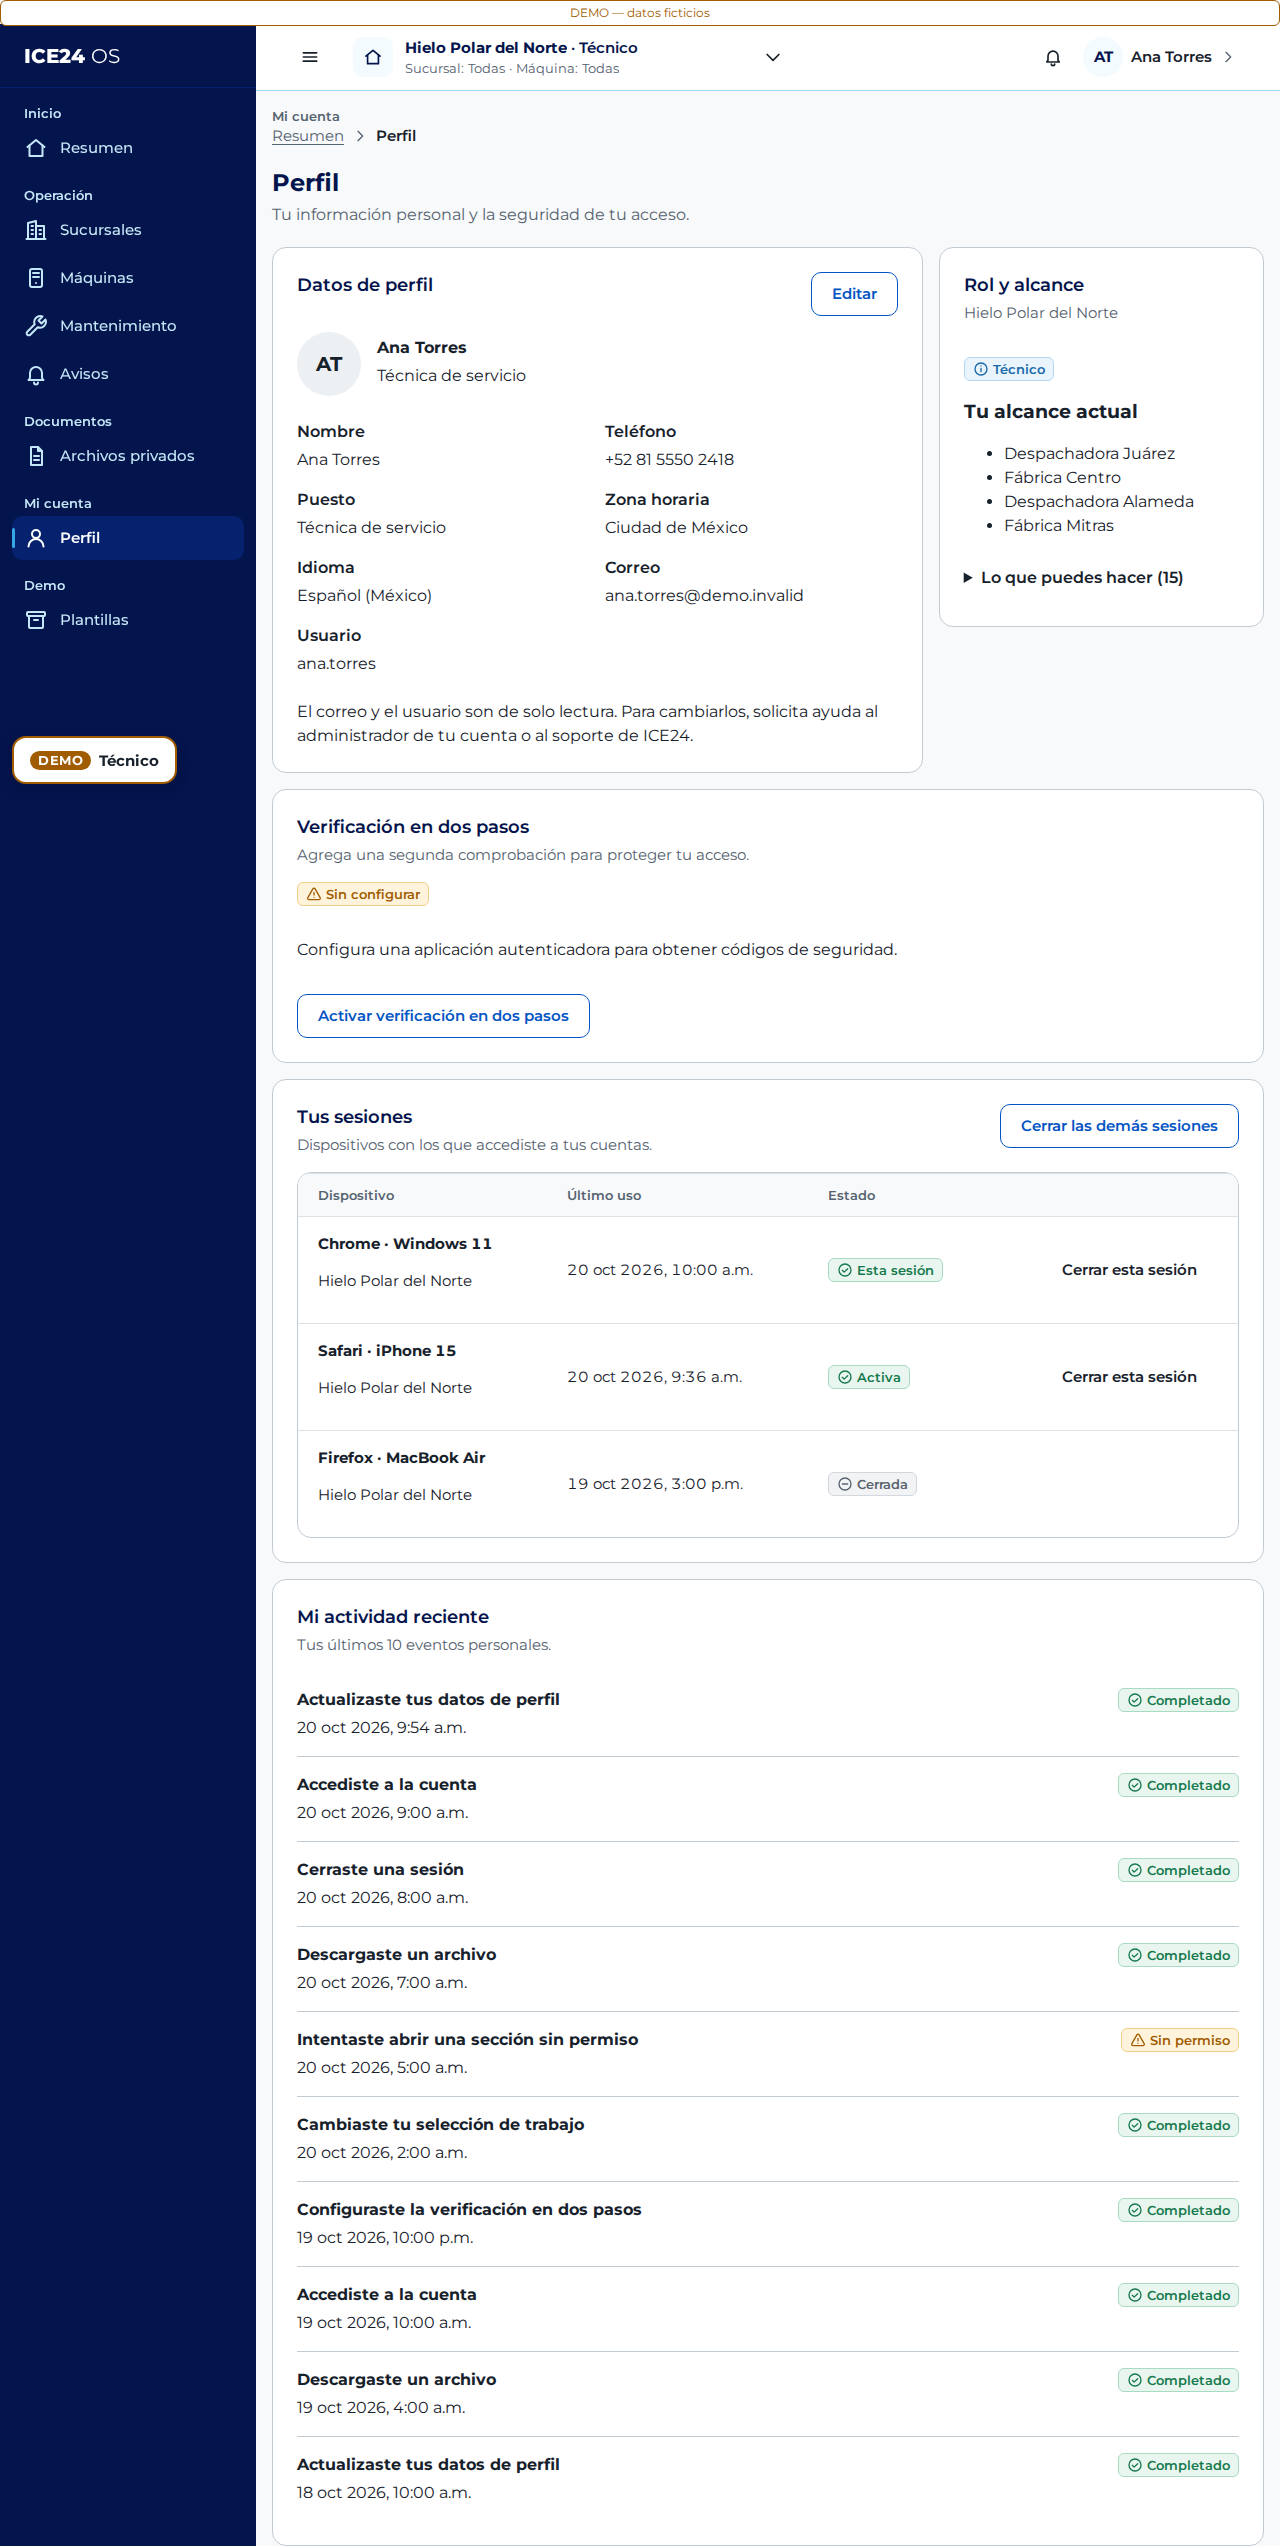 DEMO — datos ficticios
ICE24 OS
Inicio
Resumen
Operación
Sucursales
Máquinas
Mantenimiento
Avisos
Documentos
Archivos privados
Mi cuenta
Perfil
Demo
Plantillas
DEMO Técnico
Hielo Polar del Norte · Técnico
Sucursal: Todas · Máquina: Todas
AT Ana Torres
Mi cuenta
Resumen > Perfil
Perfil
Tu información personal y la seguridad de tu acceso.
Datos de perfil
Editar
AT
Ana Torres
Técnica de servicio
Nombre
Ana Torres
Teléfono
+52 81 5550 2418
Puesto
Técnica de servicio
Zona horaria
Ciudad de México
Idioma
Español (México)
Correo
ana.torres@demo.invalid
Usuario
ana.torres
El correo y el usuario son de solo lectura. Para cambiarlos, solicita ayuda al
administrador de tu cuenta o al soporte de ICE24.
Rol y alcance
Hielo Polar del Norte
Técnico
Tu alcance actual
• Despachadora Juárez
• Fábrica Centro
• Despachadora Alameda
• Fábrica Mitras
Lo que puedes hacer (15)
Verificación en dos pasos
Agrega una segunda comprobación para proteger tu acceso.
Sin configurar
Configura una aplicación autenticadora para obtener códigos de seguridad.
Activar verificación en dos pasos
Tus sesiones
Dispositivos con los que accediste a tus cuentas.
Cerrar las demás sesiones
Dispositivo Último uso Estado
Chrome · Windows 11
Hielo Polar del Norte
20 oct 2026, 10:00 a.m.
Esta sesión
Cerrar esta sesión
Safari · iPhone 15
Hielo Polar del Norte
20 oct 2026, 9:36 a.m.
Activa
Cerrar esta sesión
Firefox · MacBook Air
Hielo Polar del Norte
19 oct 2026, 3:00 p.m.
Cerrada
Mi actividad reciente
Tus últimos 10 eventos personales.
Actualizaste tus datos de perfil
20 oct 2026, 9:54 a.m.
Completado
Accediste a la cuenta
20 oct 2026, 9:00 a.m.
Completado
Cerraste una sesión
20 oct 2026, 8:00 a.m.
Completado
Descargaste un archivo
20 oct 2026, 7:00 a.m.
Completado
Intentaste abrir una sección sin permiso
20 oct 2026, 5:00 a.m.
Sin permiso
Cambiaste tu selección de trabajo
20 oct 2026, 2:00 a.m.
Completado
Configuraste la verificación en dos pasos
19 oct 2026, 10:00 p.m.
Completado
Accediste a la cuenta
19 oct 2026, 10:00 a.m.
Completado
Descargaste un archivo
19 oct 2026, 4:00 a.m.
Completado
Actualizaste tus datos de perfil
18 oct 2026, 10:00 a.m.
Completado